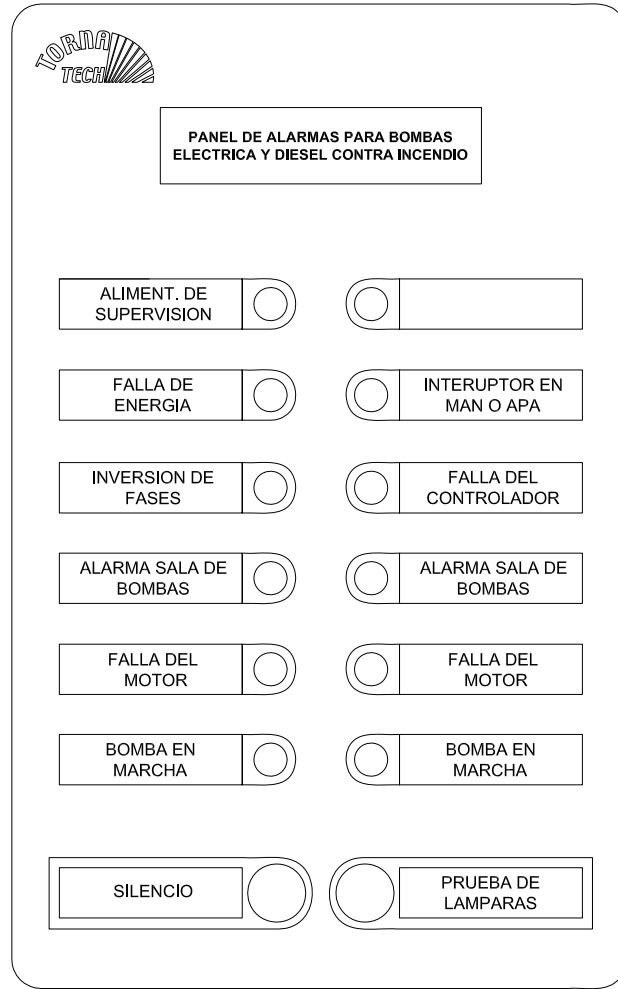 TORNA
TECH
PANEL DE ALARMAS PARA BOMBAS
ELECTRICA Y DIESEL CONTRA INCENDIO
ALIMENT. DE
SUPERVISION
FALLA DE
ENERGIA
INTERUPTOR EN
MAN O APA
INVERSION DE
FASES
FALLA DEL
CONTROLADOR
ALARMA SALA DE
BOMBAS
ALARMA SALA DE
BOMBAS
FALLA DEL
MOTOR
FALLA DEL
MOTOR
BOMBA EN
MARCHA
BOMBA EN
MARCHA
SILENCIO
PRUEBA DE
LAMPARAS